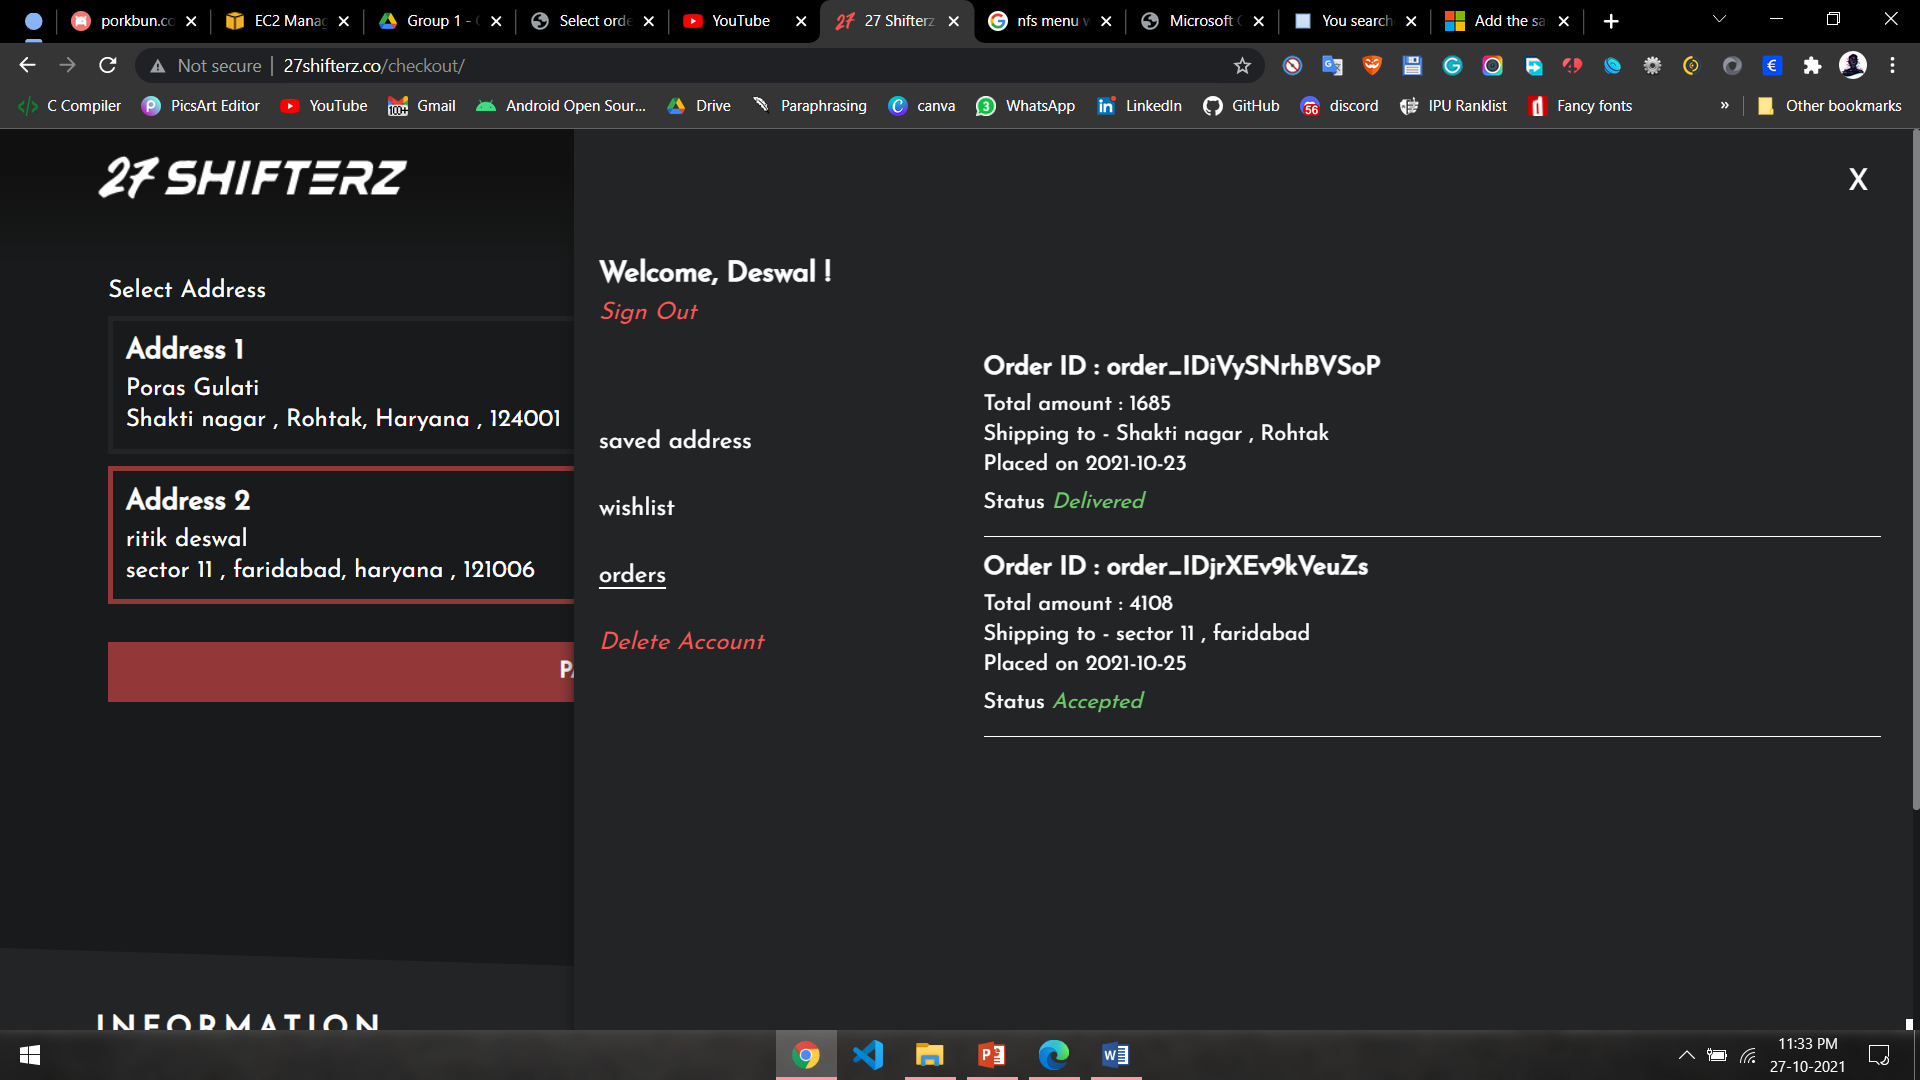 porkbun.co
EC2 Manag
Group 1 -
Select orde
YouTube
27 Shifterz
nfs menu w
Microsoft
You search
Add the sa
Not secure
27shifterz.co/checkout/
C Compiler
PicsArt Editor
YouTube
100+
Gmail
Android Open Sour...
Drive
Paraphrasing
canva
3
WhatsApp
LinkedIn
GitHub
56
discord
IPU Ranklist
Fancy fonts
»
Other bookmarks
27 SHIFTERZ
X
Welcome, Deswal !
Sign Out
Select Address
Address 1
Poras Gulati
Shakti nagar , Rohtak, Haryana , 124001
Address 2
ritik deswal
sector 11 , faridabad, haryana , 121006
PA
saved address
wishlist
orders
Delete Account
Order ID : order_IDiVySNrhBVSoP
Total amount : 1685
Shipping to - Shakti nagar , Rohtak
Placed on 2021-10-23
Status Delivered
Order ID : order_IDjrXEv9kVeuZs
Total amount : 4108
Shipping to - sector 11 , faridabad
Placed on 2021-10-25
Status Accepted
INFORMATION
11:33 PM
27-10-2021